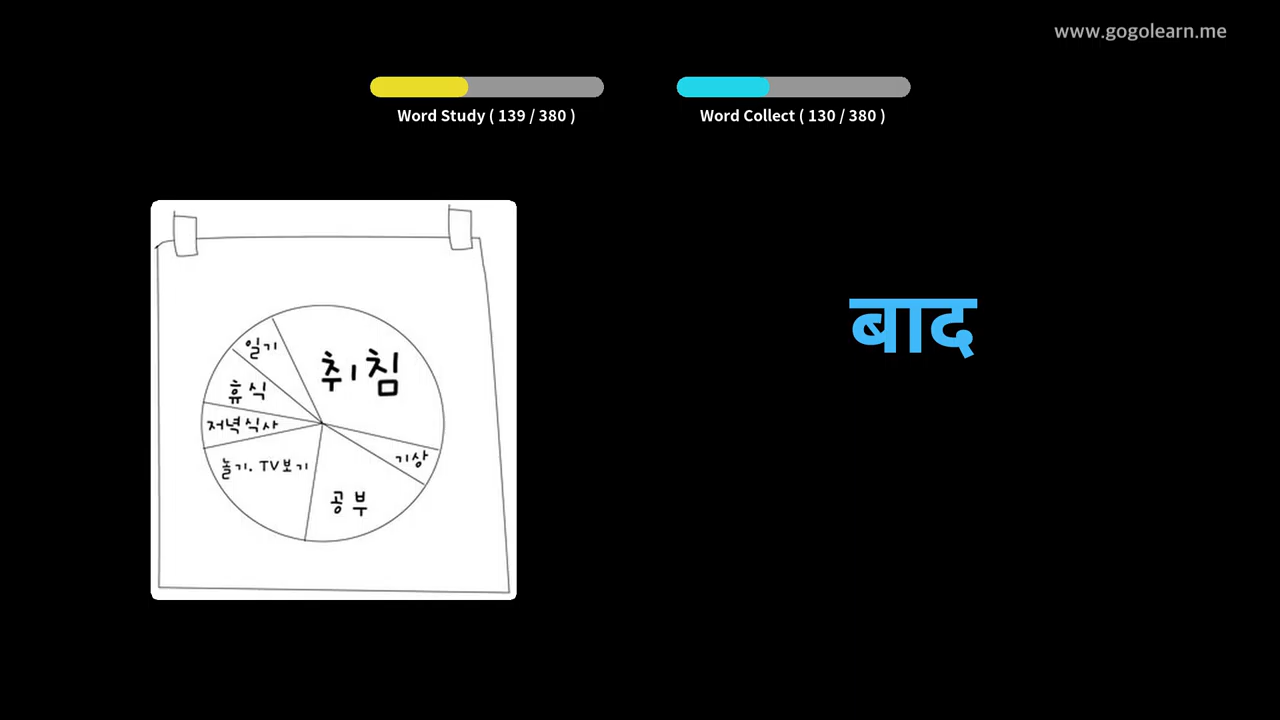 www.gogolearn.me
Word Study ( 139 / 380 )
Word Collect ( 130 / 380 )
일기
취침
휴식
저녁식사
기상
놀기. TV보기
공부
बाद